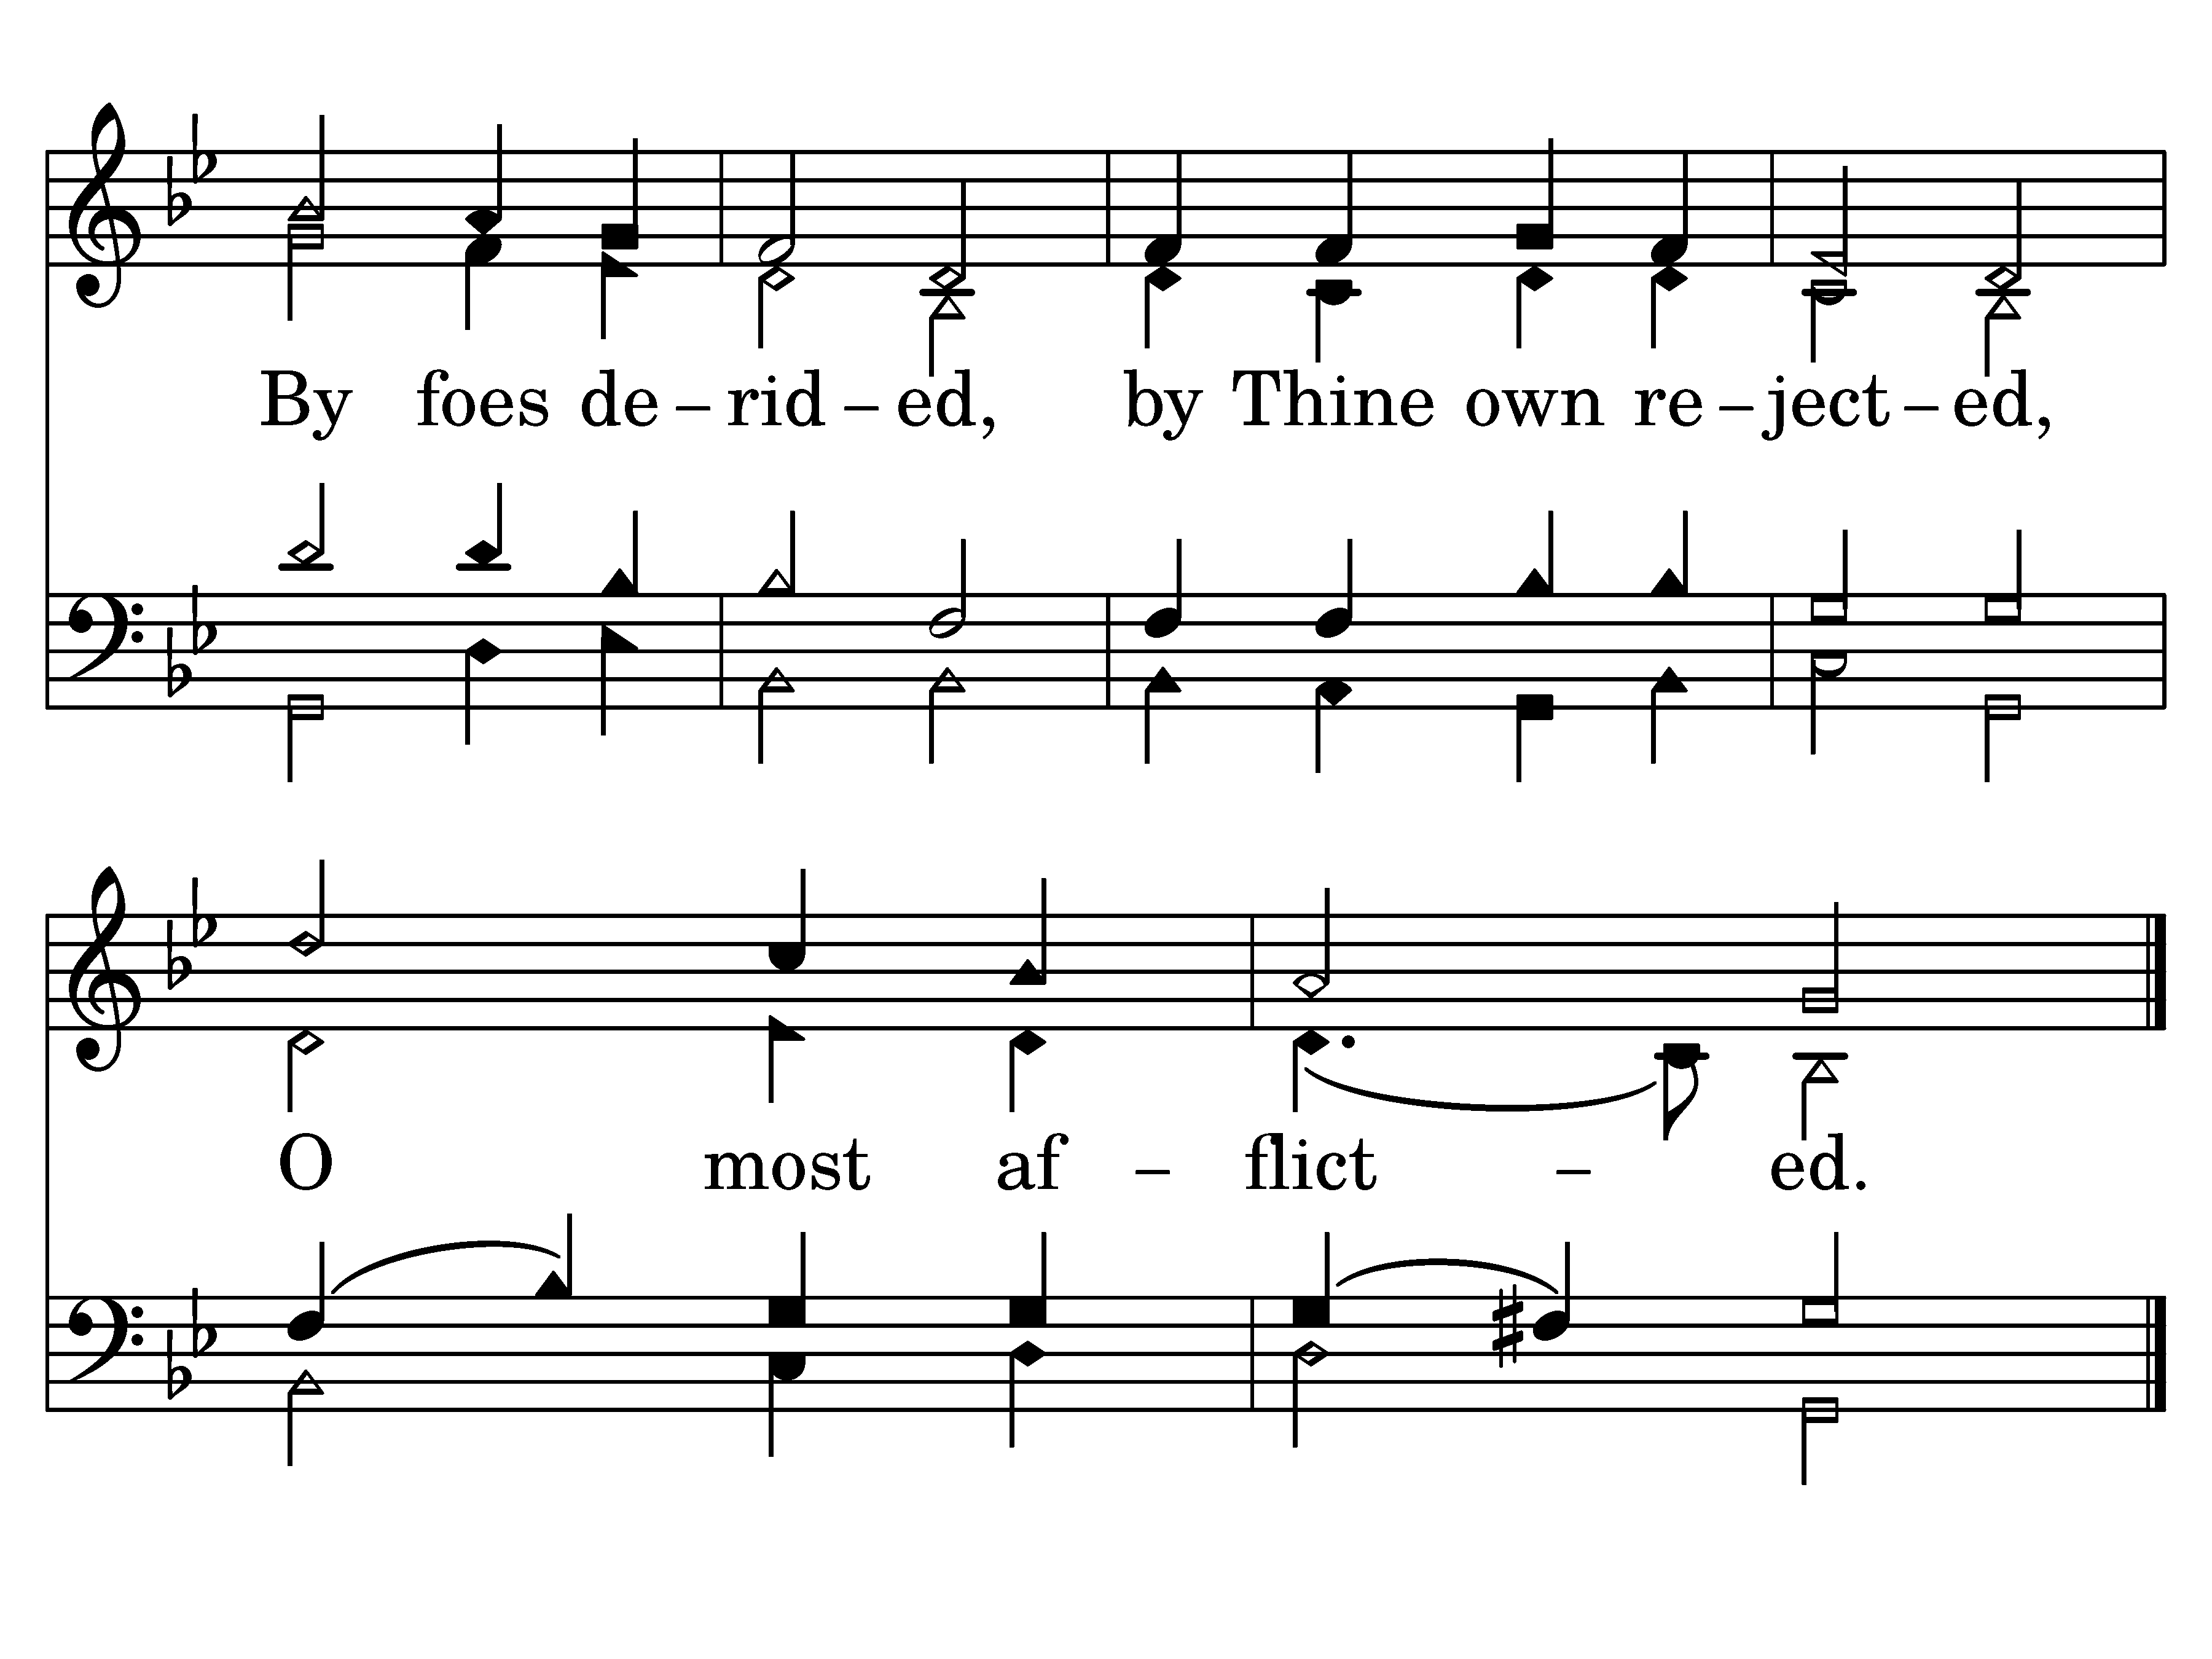 By foes de – rid – ed, by Thine own re – ject – ed,
O most af – flict – ed.